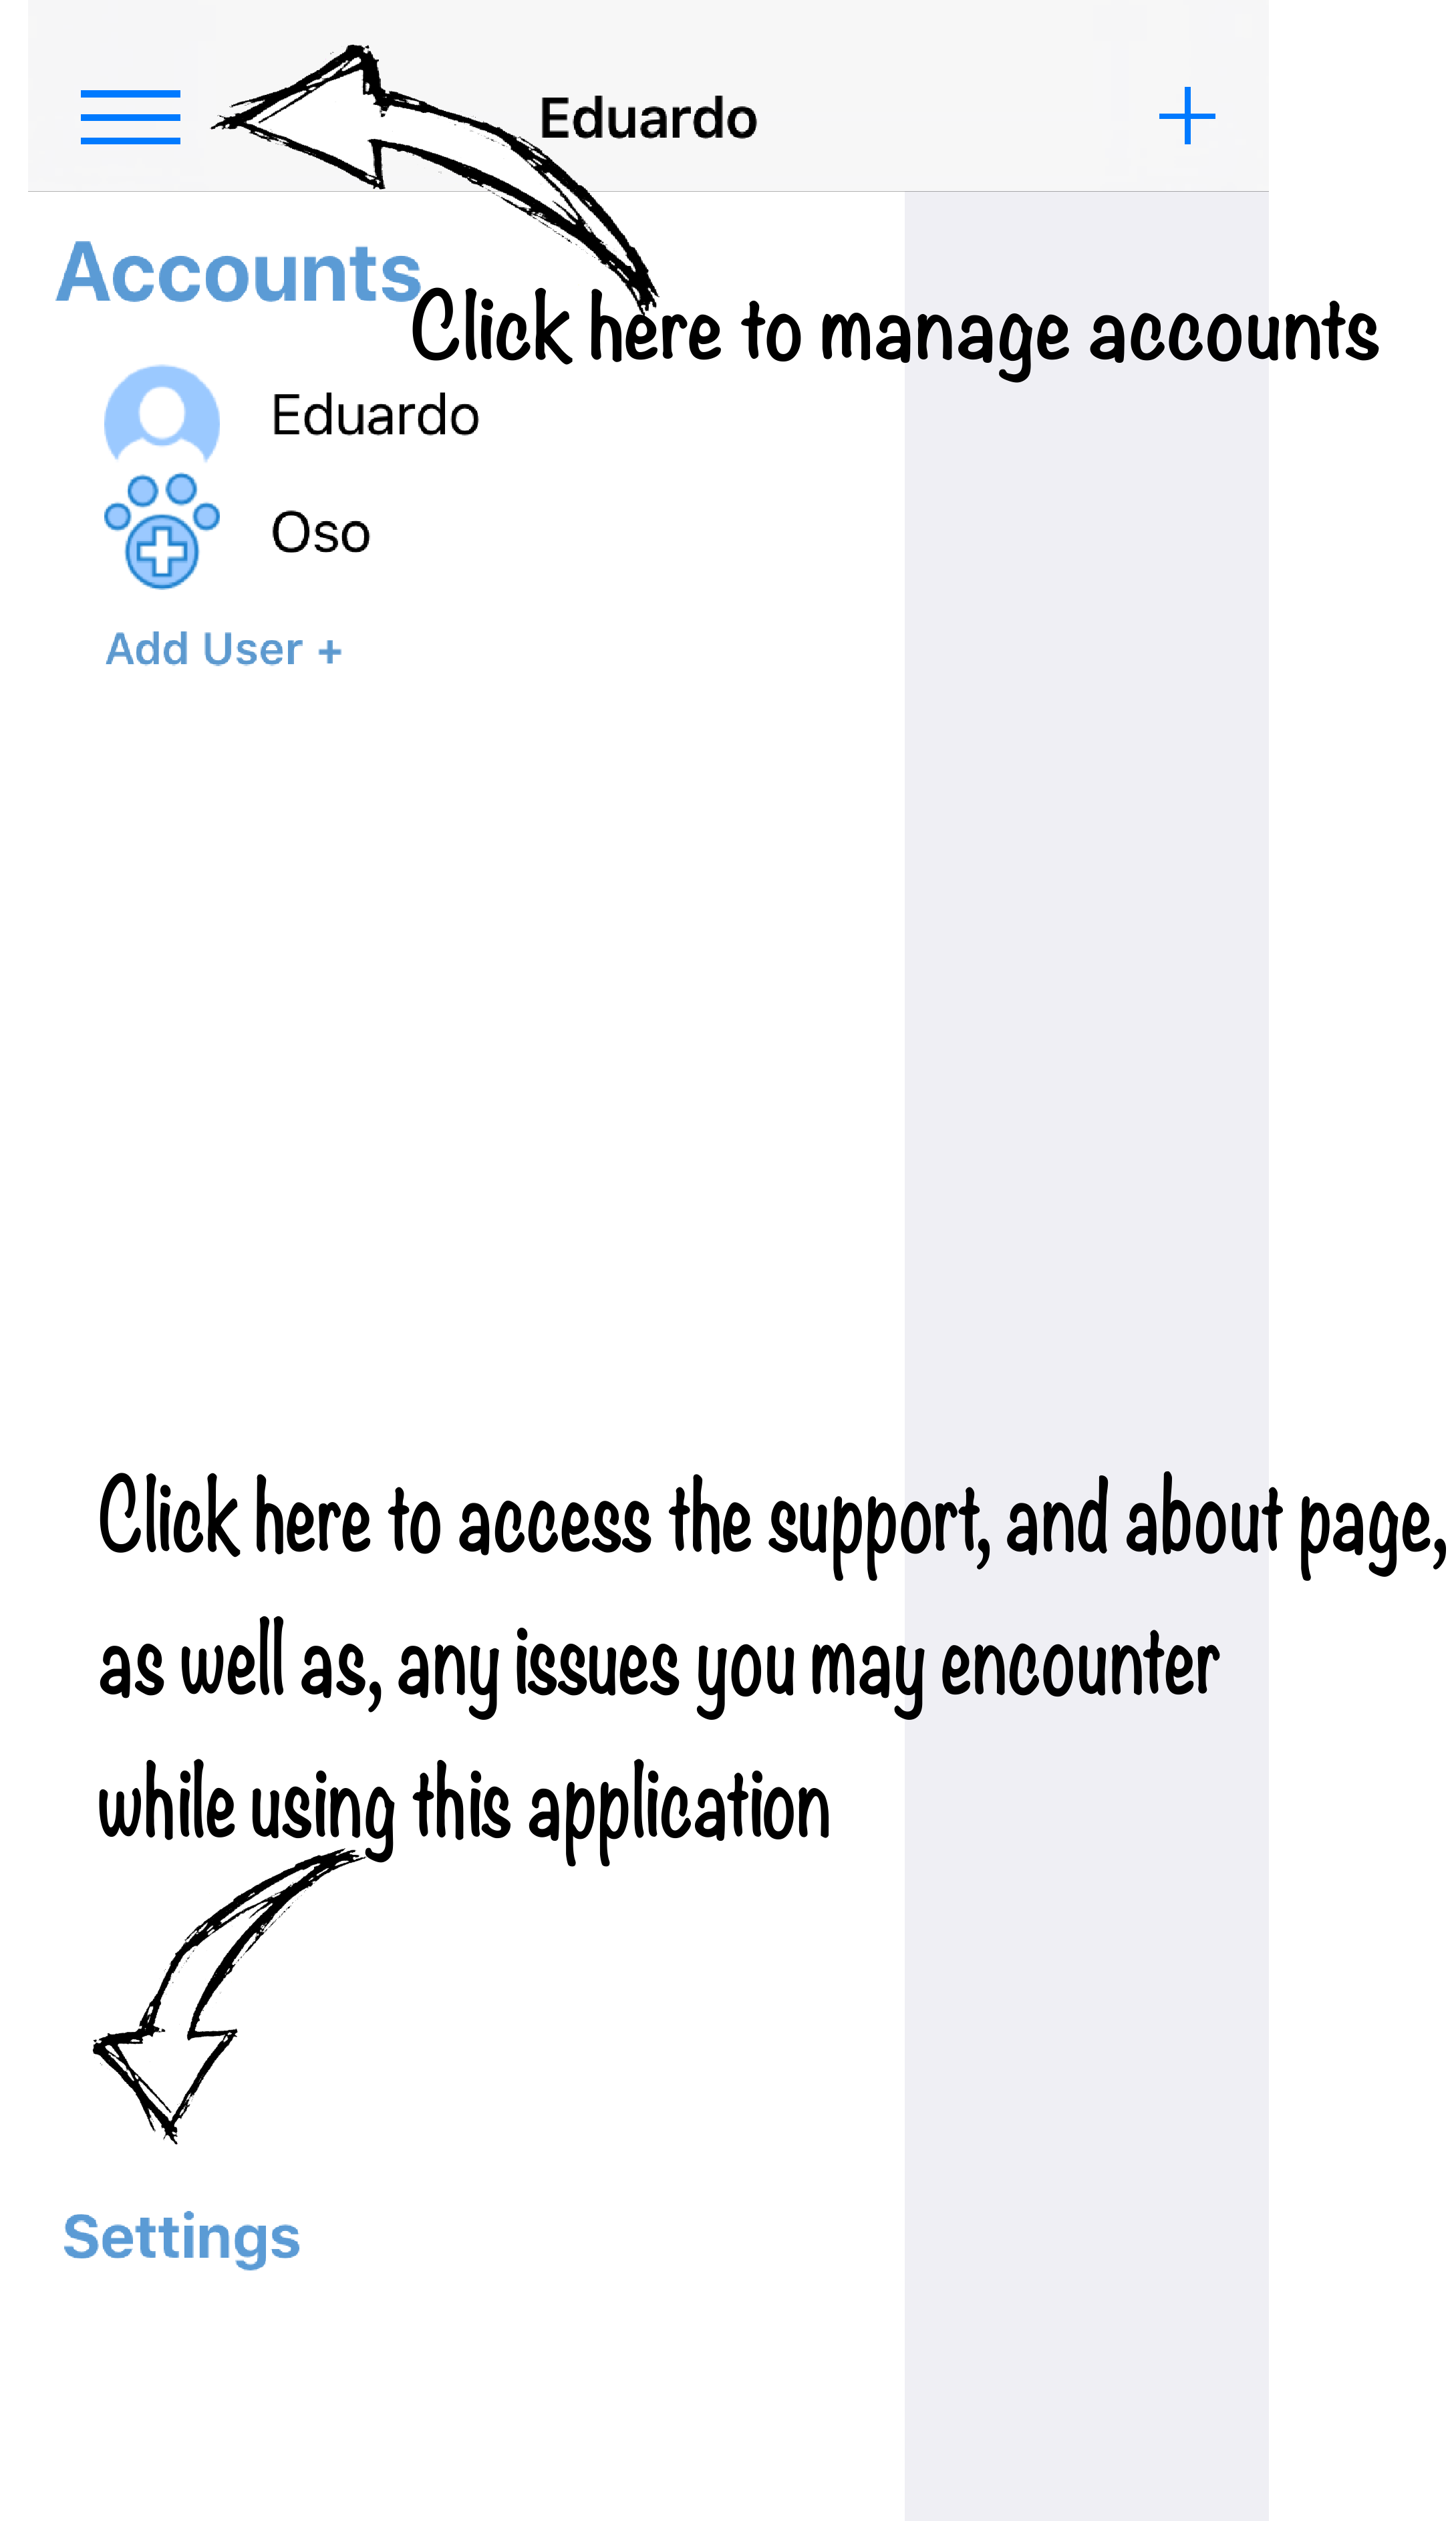 Eduardo
Accounts
Click here to manage accounts
Eduardo
Oso
Add User +
Click here to access the support, and about page,
as well as, any issues you may encounter
while using this application
Settings